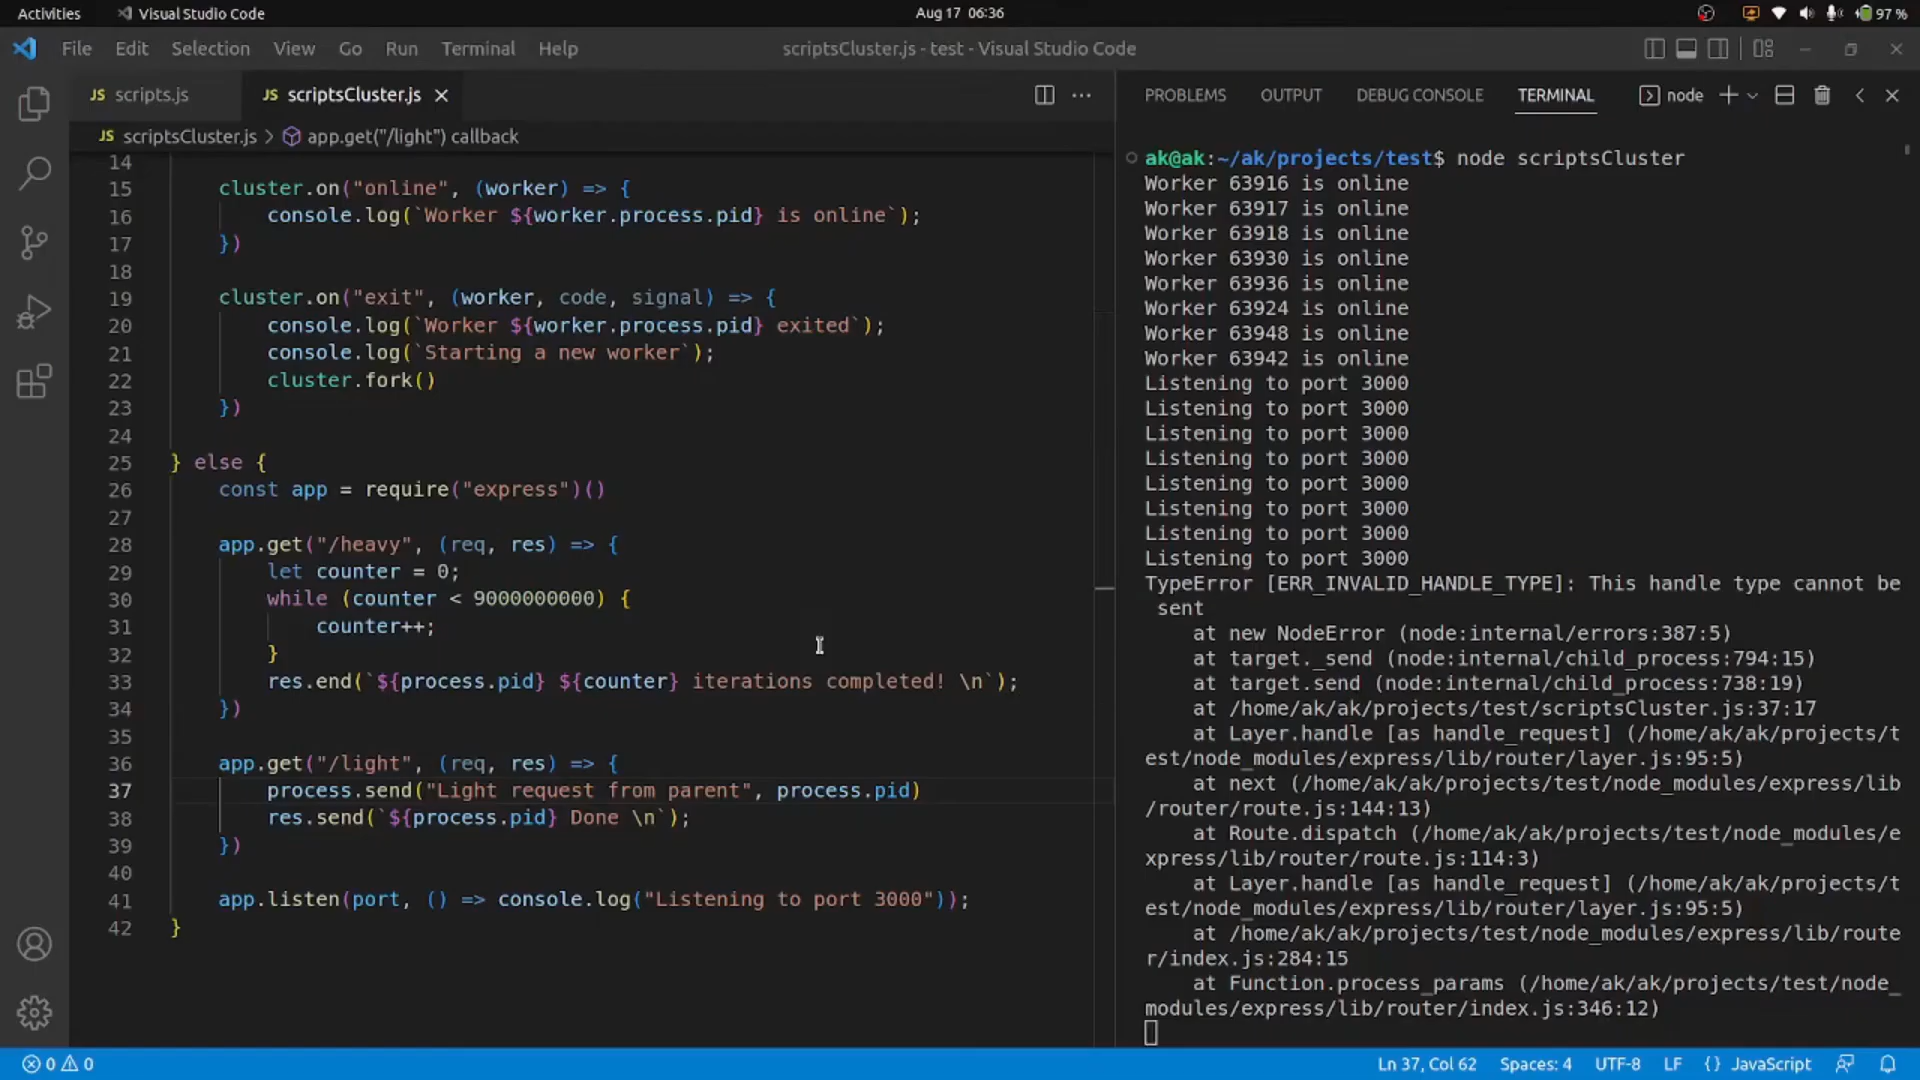 Activities Visual Studio Code Aug 17 06:36 97 %
File Edit Selection View Go Run Terminal Help scriptsCluster.js - test - Visual Studio Code
JS scripts.js JS scriptsCluster.js
JS scriptsCluster.js > app.get("/light") callback
14
15 cluster.on("online", (worker) => {
16 console.log(`Worker ${worker.process.pid} is online`);
17 })
18
19 cluster.on("exit", (worker, code, signal) => {
20 console.log(`Worker ${worker.process.pid} exited`);
21 console.log(`Starting a new worker`);
22 cluster.fork()
23 })
24
25 } else {
26 const app = require("express")()
27
28 app.get("/heavy", (req, res) => {
29 let counter = 0;
30 while (counter < 9000000000) {
31 counter++;
32 }
33 res.end(`${process.pid} ${counter} iterations completed! \n`);
34 })
35
36 app.get("/light", (req, res) => {
37 process.send("Light request from parent", process.pid)
38 res.send(`${process.pid} Done \n`);
39 })
40
41 app.listen(port, () => console.log("Listening to port 3000"));
42 }
PROBLEMS OUTPUT DEBUG CONSOLE TERMINAL node
ak@ak:~/ak/projects/test$ node scriptsCluster
Worker 63916 is online
Worker 63917 is online
Worker 63918 is online
Worker 63930 is online
Worker 63936 is online
Worker 63924 is online
Worker 63948 is online
Worker 63942 is online
Listening to port 3000
Listening to port 3000
Listening to port 3000
Listening to port 3000
Listening to port 3000
Listening to port 3000
Listening to port 3000
Listening to port 3000
TypeError [ERR_INVALID_HANDLE_TYPE]: This handle type cannot be
sent
at new NodeError (node:internal/errors:387:5)
at target._send (node:internal/child_process:794:15)
at target.send (node:internal/child_process:738:19)
at /home/ak/ak/projects/test/scriptsCluster.js:37:17
at Layer.handle [as handle_request] (/home/ak/ak/projects/t
est/node_modules/express/lib/router/layer.js:95:5)
at next (/home/ak/ak/projects/test/node_modules/express/lib
/router/route.js:144:13)
at Route.dispatch (/home/ak/ak/projects/test/node_modules/e
xpress/lib/router/route.js:114:3)
at Layer.handle [as handle_request] (/home/ak/ak/projects/t
est/node_modules/express/lib/router/layer.js:95:5)
at /home/ak/ak/projects/test/node_modules/express/lib/route
r/index.js:284:15
at Function.process_params (/home/ak/ak/projects/test/node_
modules/express/lib/router/index.js:346:12)
0 0 Ln 37, Col 62 Spaces: 4 UTF-8 LF {} JavaScript